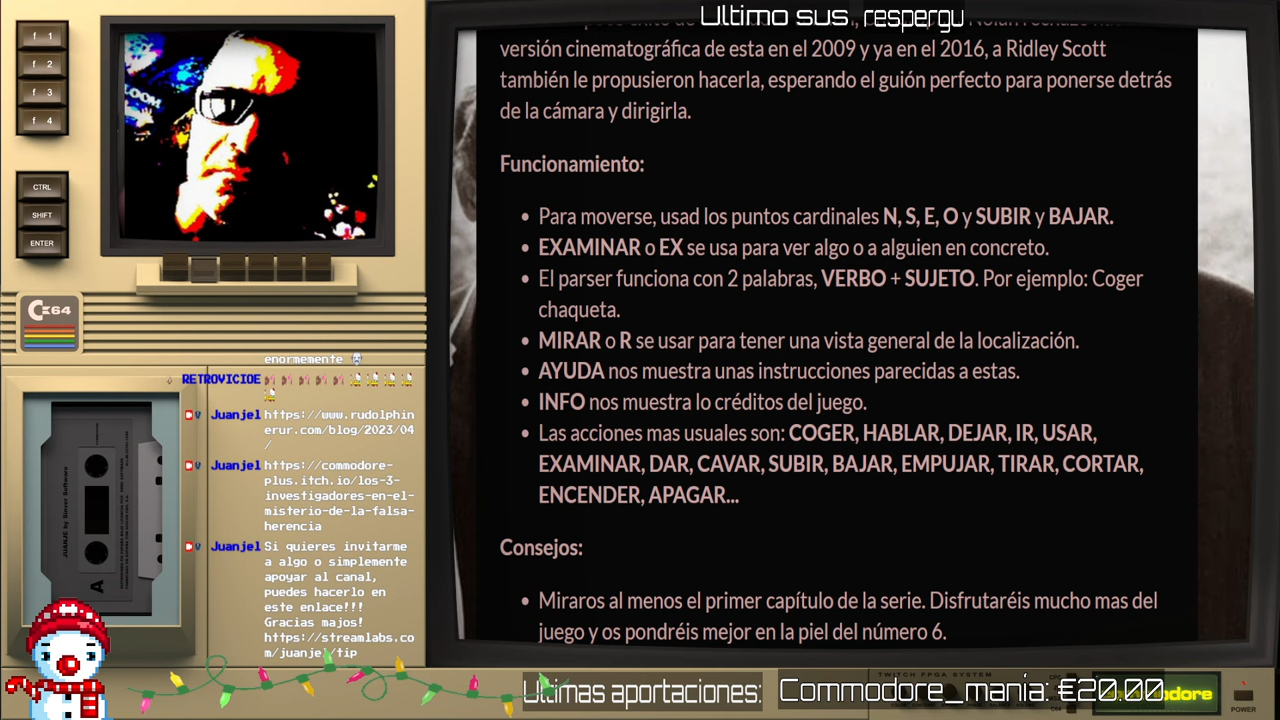 Ultimo sus respergu
versión cinematográfica de esta en el 2009 y ya en el 2016, a Ridley Scott
también le propusieron hacerla, esperando el guión perfecto para ponerse detrás
de la cámara y dirigirla.
Funcionamiento:
Para moverse, usad los puntos cardinales N, S, E, O y SUBIR y BAJAR.
EXAMINAR o EX se usa para ver algo o a alguien en concreto.
El parser funciona con 2 palabras, VERBO + SUJETO. Por ejemplo: Coger
chaqueta.
MIRAR o R se usar para tener una vista general de la localización.
AYUDA nos muestra unas instrucciones parecidas a estas.
INFO nos muestra lo créditos del juego.
Las acciones mas usuales son: COGER, HABLAR, DEJAR, IR, USAR,
EXAMINAR, DAR, CAVAR, SUBIR, BAJAR, EMPUJAR, TIRAR, CORTAR,
ENCENDER, APAGAR...
Consejos:
Miraros al menos el primer capítulo de la serie. Disfrutaréis mucho mas del
juego y os pondréis mejor en la piel del número 6.
f 1
f 2
f 3
f 4
CTRL
SHIFT
ENTER
C=64
enormemente
RETROVICIOE
Juanjel https://www.rudolphin
erur.com/blog/2023/04
/
Juanjel https://commodore-
plus.itch.io/los-3-
investigadores-en-el-
misterio-de-la-falsa-
herencia
Juanjel Si quieres invitarme
a algo o simplemente
apoyar al canal,
puedes hacerlo en
este enlace!!!
Gracias majos!
https://streamlabs.co
m/juanjel/tip
JUANJE by Sinver Software
A
TWITCH FPGA SYSTEM
Ultimas aportaciones: Commodore_mania: €20.00
POWER